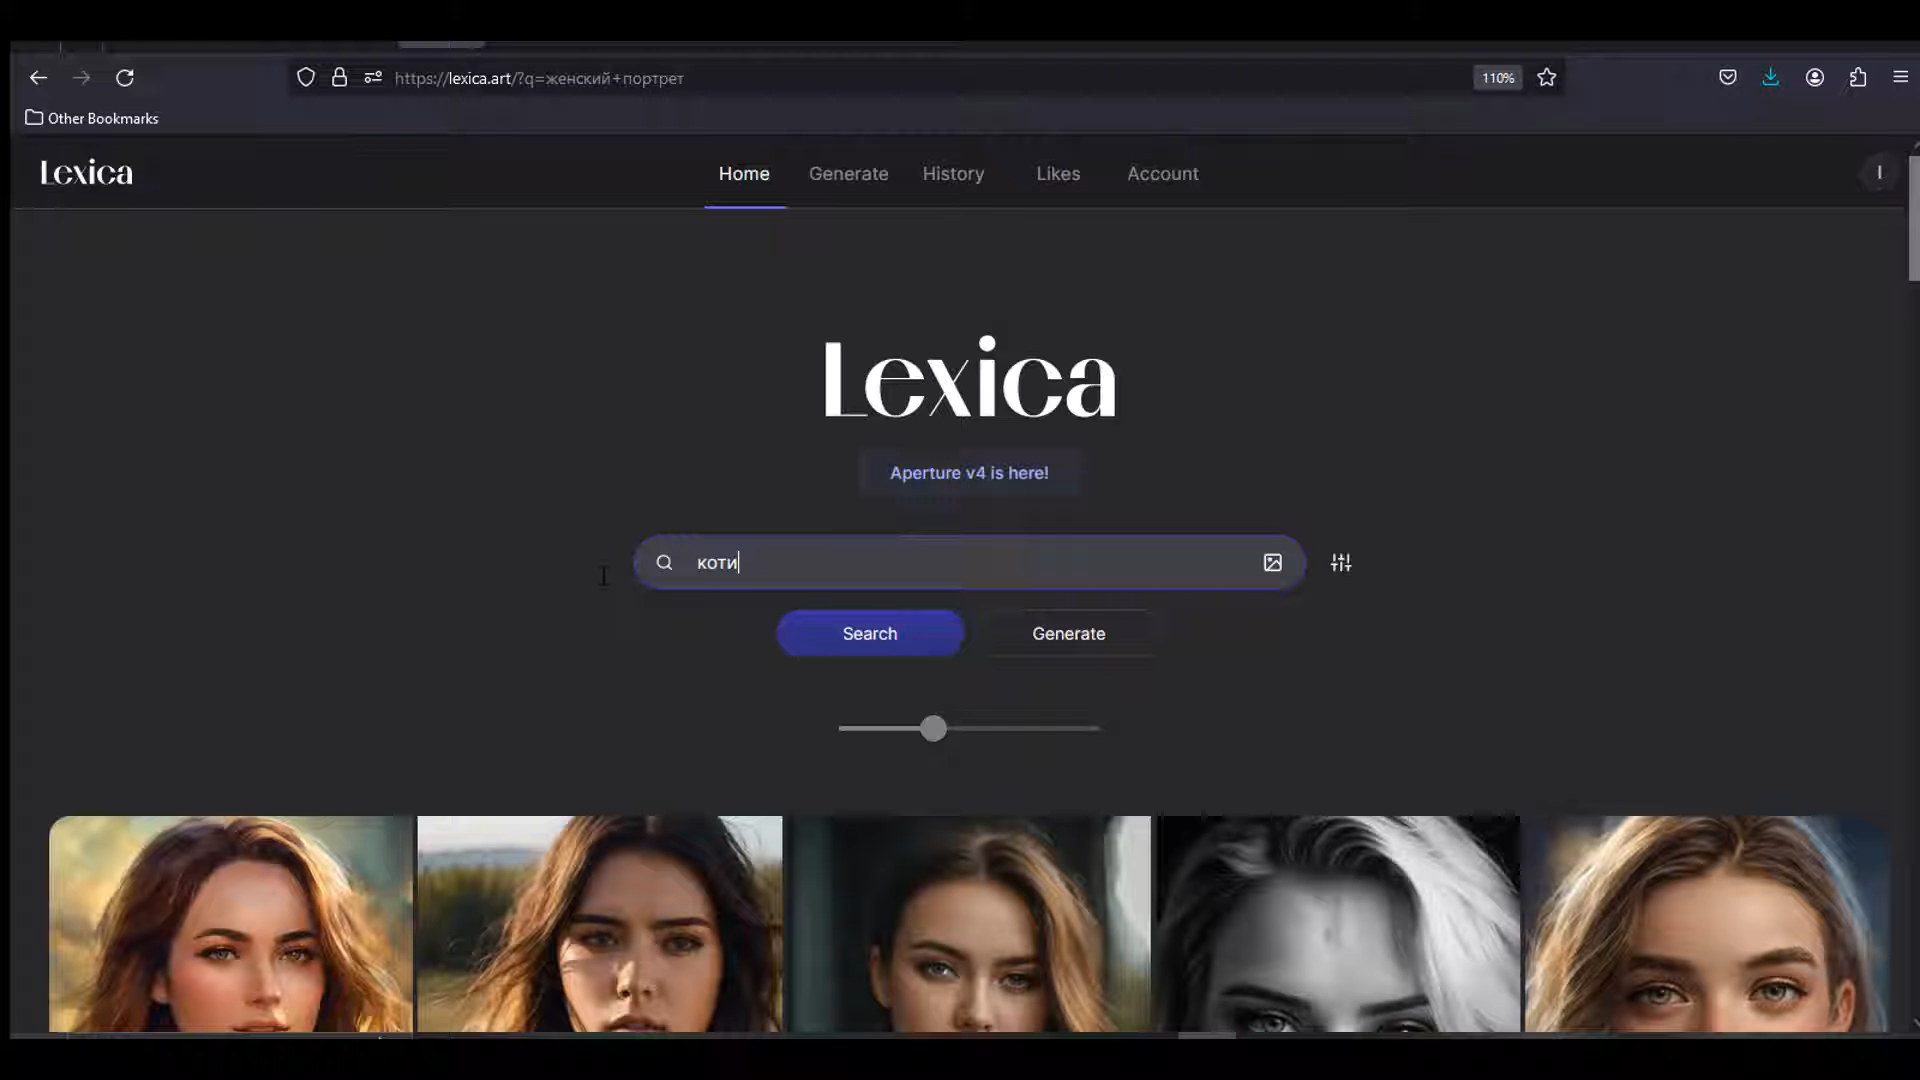 https://lexica.art/?q=женский+портрет
110%
Other Bookmarks
Lexica
Home
Generate
History
Likes
Account
I
Lexica
Aperture v4 is here!
коти
Search
Generate